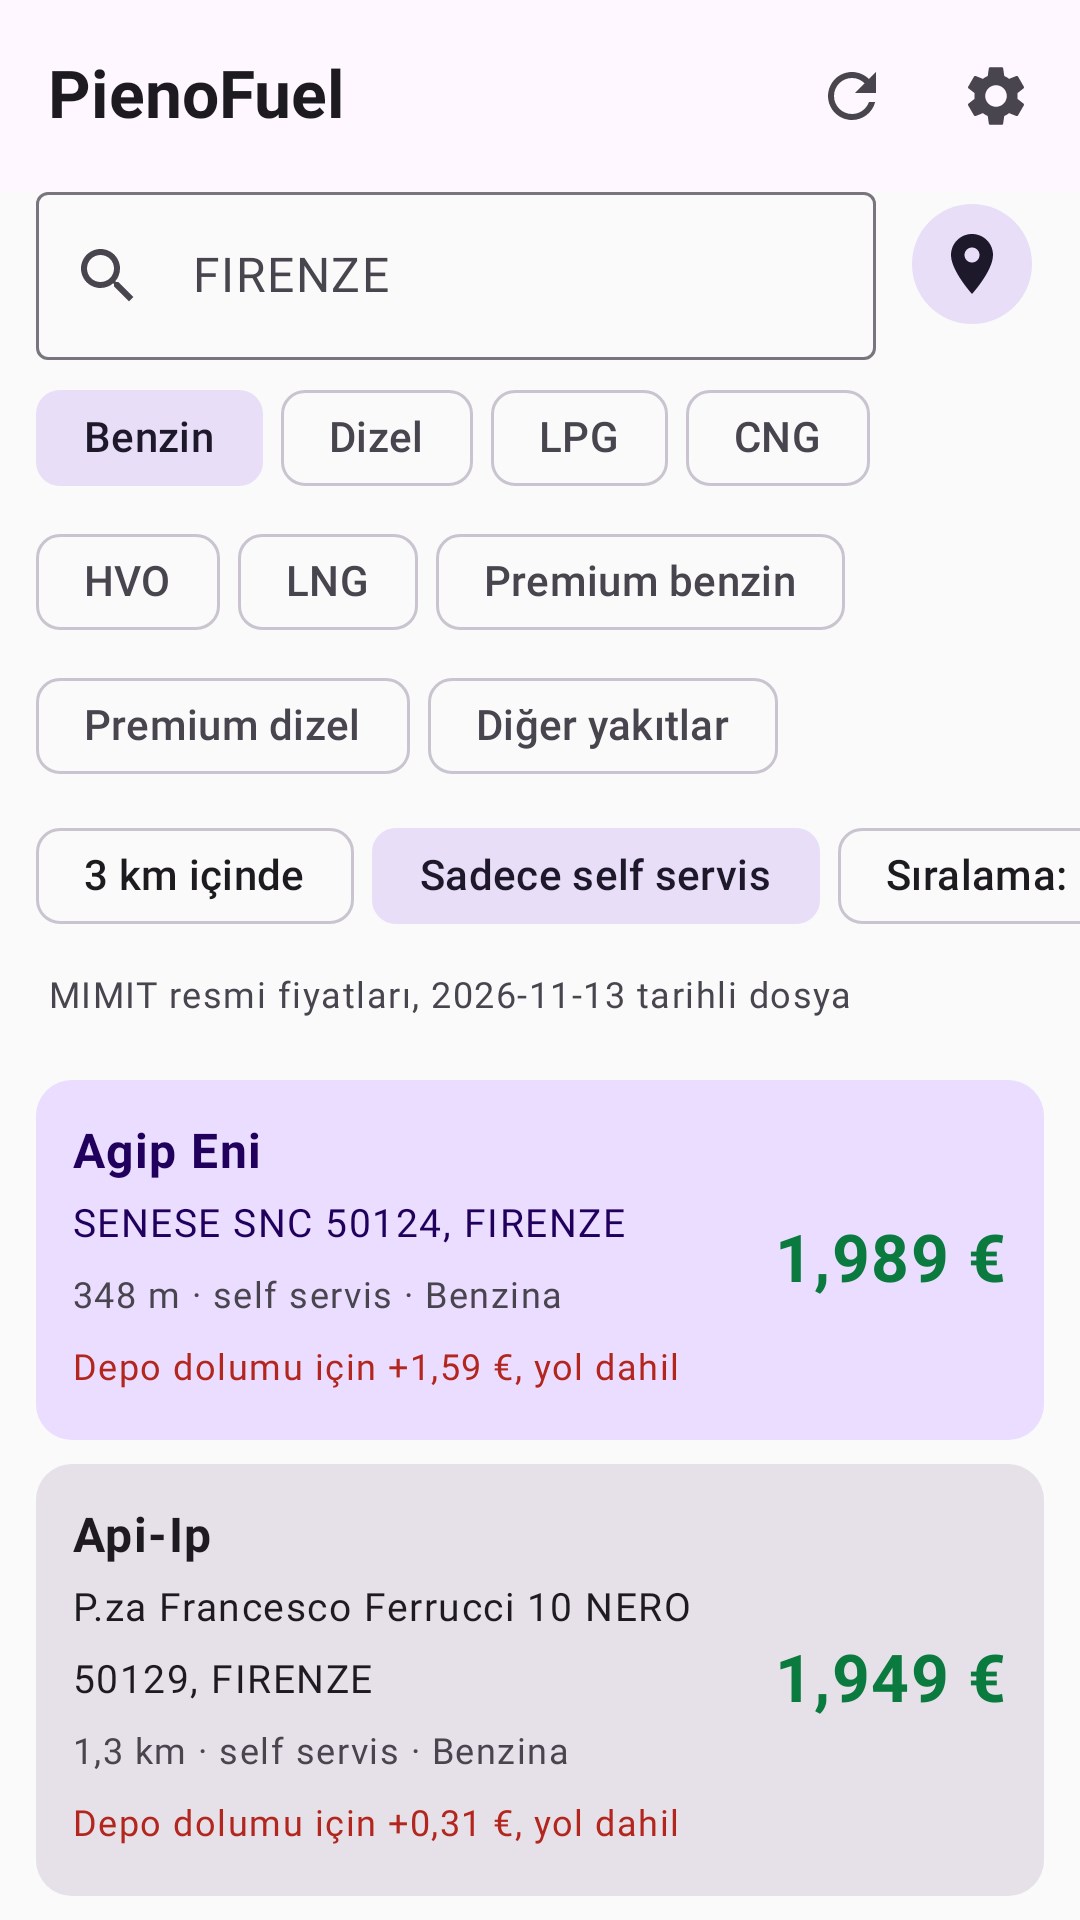 PienoFuel
FIRENZE
Benzin
Dizel
LPG
CNG
HVO
LNG
Premium benzin
Premium dizel
Diğer yakıtlar
3 km içinde
Sadece self servis
Sıralama:
MIMIT resmi fiyatları, 2026-11-13 tarihli dosya
Agip Eni
SENESE SNC 50124, FIRENZE
348 m · self servis · Benzina
Depo dolumu için +1,59 €, yol dahil
1,989 €
Api-Ip
P.za Francesco Ferrucci 10 NERO
50129, FIRENZE
1,3 km · self servis · Benzina
Depo dolumu için +0,31 €, yol dahil
1,949 €